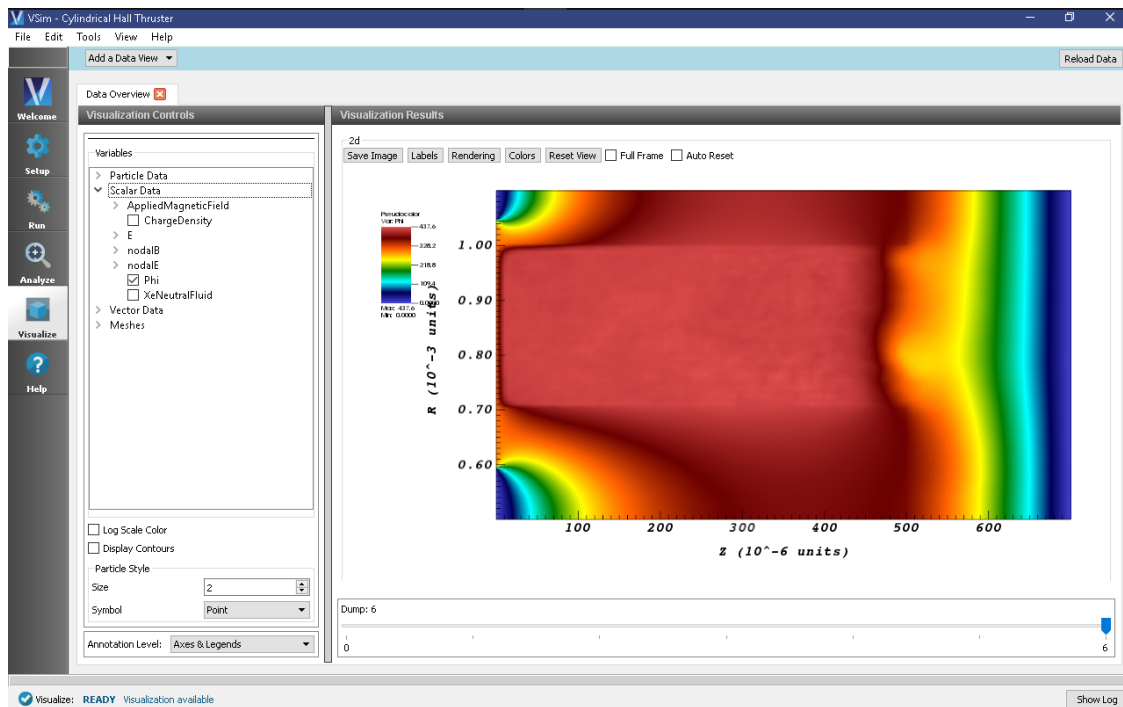 VSim - Cylindrical Hall Thruster
File Edit Tools View Help
Add a Data View
Reload Data
Welcome
Setup
Run
Analyze
Visualize
Help
Data Overview
Visualization Controls
Variables
Particle Data
Scalar Data
AppliedMagneticField
ChargeDensity
E
nodalB
nodalE
Phi
XeNeutralFluid
Vector Data
Meshes
Log Scale Color
Display Contours
Particle Style
Size 2
Symbol Point
Annotation Level: Axes & Legends
Visualization Results
2d
Save Image Labels Rendering Colors Reset View Full Frame Auto Reset
Pseudocolor
Var: Phi
437.6
328.2
218.8
109.4
0.0000
Max: 437.6
Min: 0.0000
R (10^-3 units)
1.00
0.90
0.80
0.70
0.60
100 200 300 400 500 600
Z (10^-6 units)
Dump: 6
0 6
Visualize: READY Visualization available
Show Log